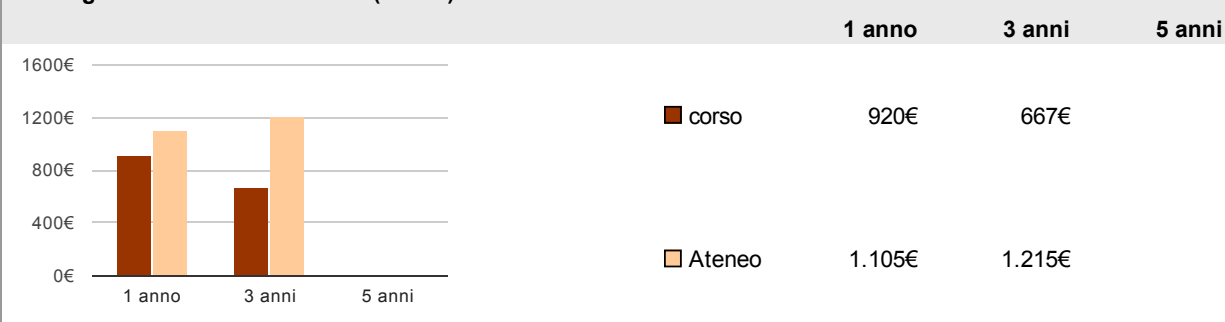 1 anno 3 anni 5 anni
1600€
1200€
800€
400€
0€
1 anno 3 anni 5 anni
corso 920€ 667€
Ateneo 1.105€ 1.215€